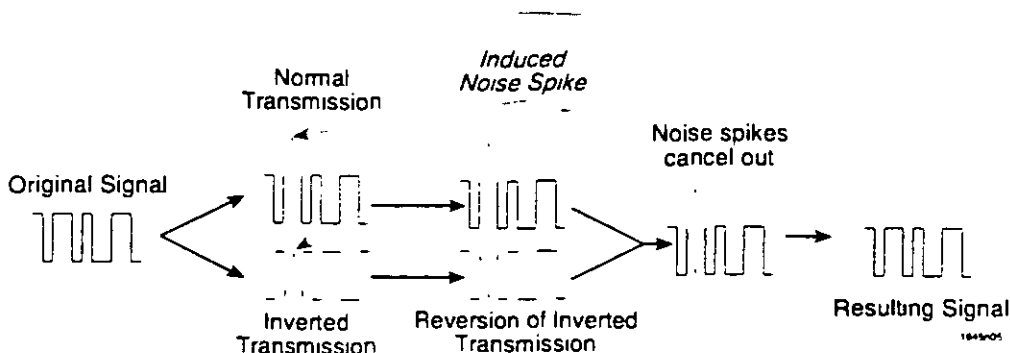 Induced
Noise Spike
Normal
Transmission
Noise spikes
cancel out
Original Signal
Inverted
Transmission
Reversion of Inverted
Transmission
Resulting Signal